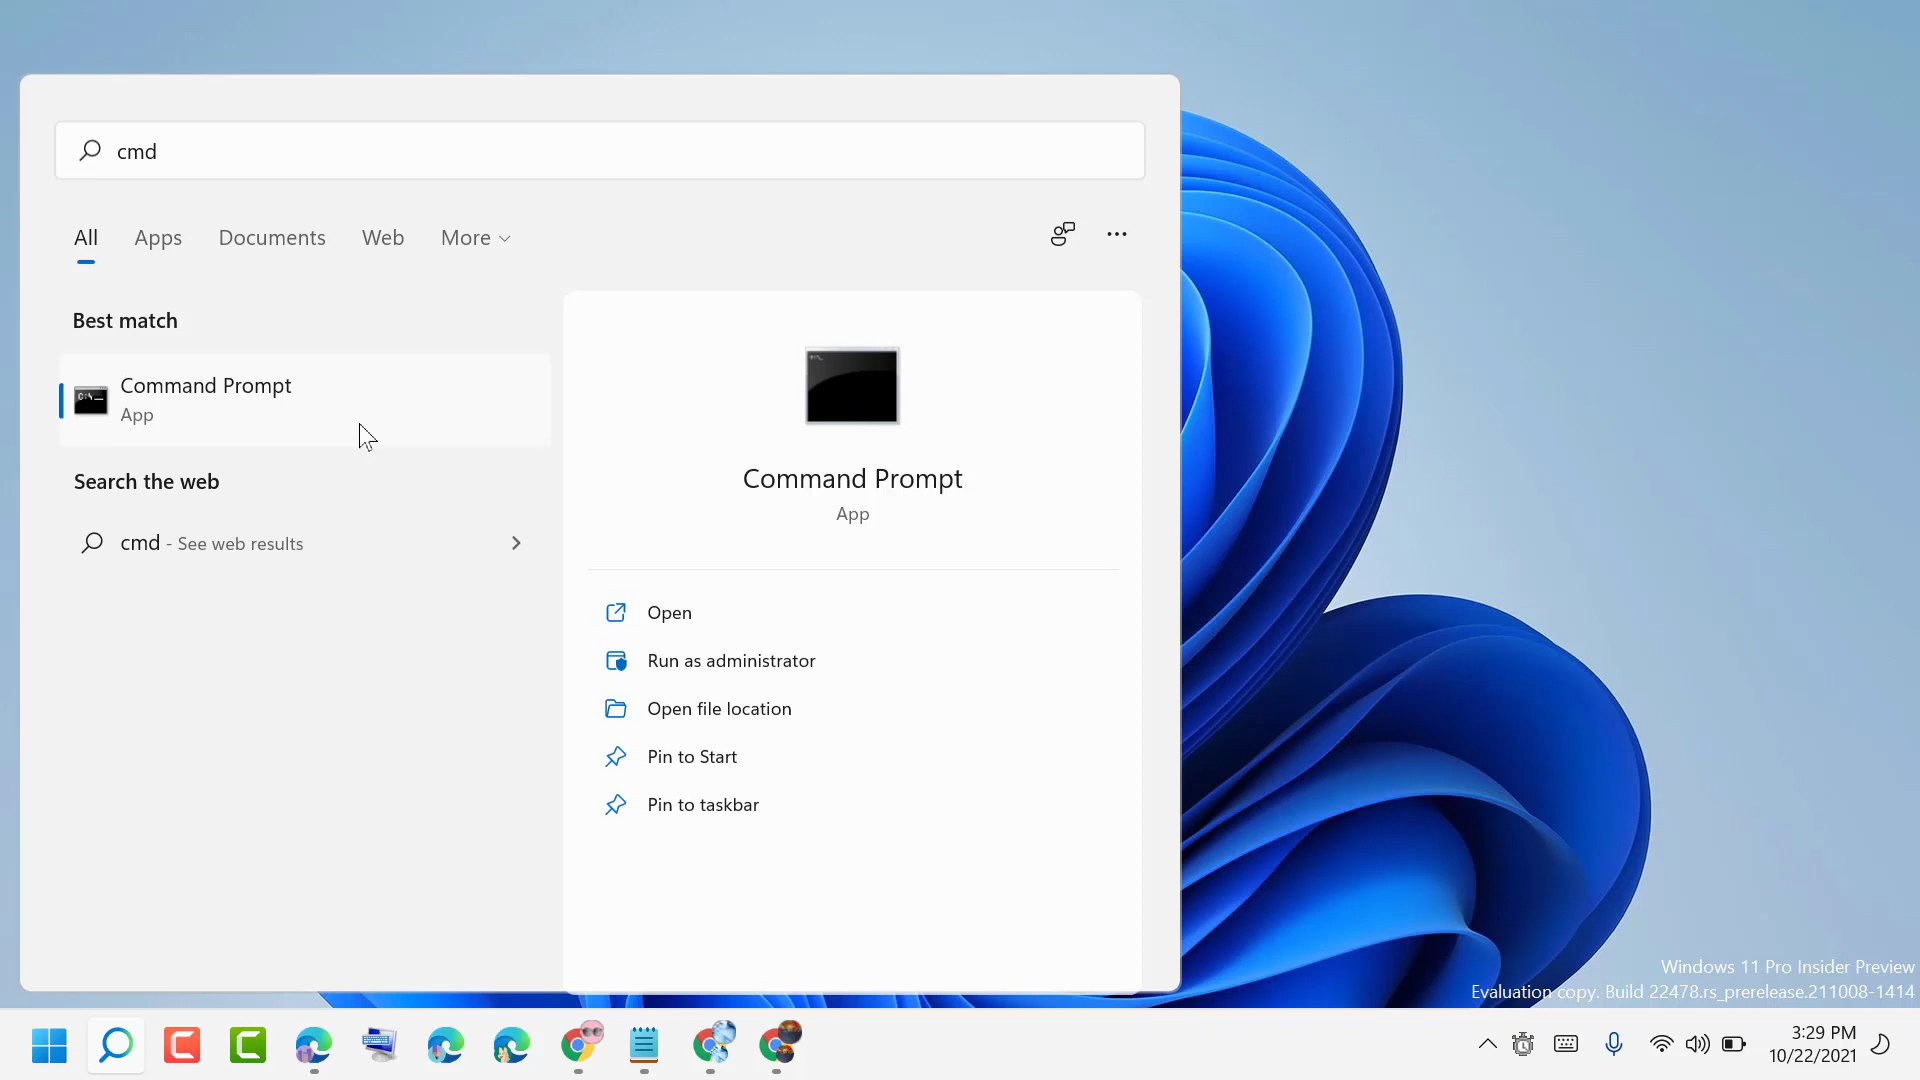 cmd
All Apps Documents Web More
Best match
Command Prompt
App
Search the web
cmd - See web results
Command Prompt
App
Open
Run as administrator
Open file location
Pin to Start
Pin to taskbar
Windows 11 Pro Insider Preview
Evaluation copy. Build 22478.rs_prerelease.211008-1414
3:29 PM
10/22/2021